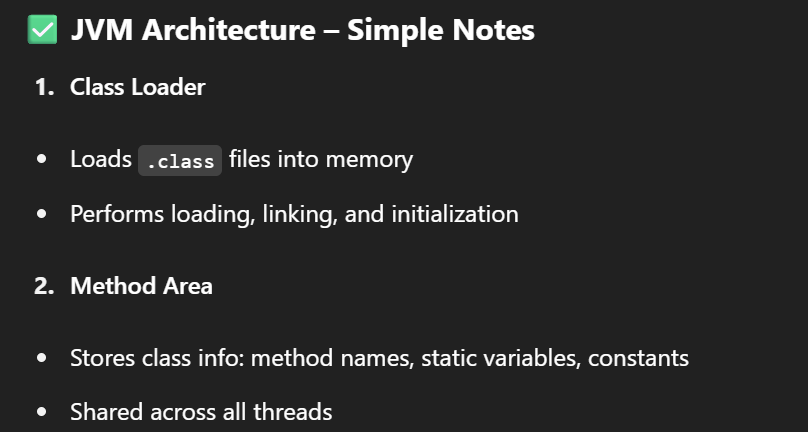 ✅ JVM Architecture – Simple Notes
1. Class Loader
• Loads .class files into memory
• Performs loading, linking, and initialization
2. Method Area
• Stores class info: method names, static variables, constants
• Shared across all threads